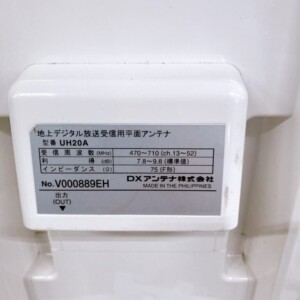 地上デジタル放送受信用平面アンテナ
型番 UH20A
受信周波数 (MHz) 470~710 (ch 13~52)
利得 (dB) 7.8~9.8 (標準値)
インピーダンス (Ω) 75 (F形)
No. V000889EH
DXアンテナ株式会社
MADE IN THE PHILIPPINES
出力
(OUT)
▽